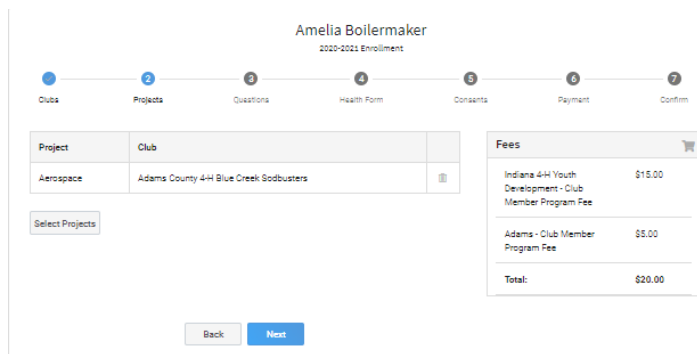 Amelia Boilermaker
2020-2021 Enrollment
2 3 4 5 6 7
Clubs Projects Questions Health Form Consents Payment Confirm
Project Club
Aerospace Adams County 4-H Blue Creek Sodbusters
Select Projects
Fees
Indiana 4-H Youth $15.00
Development - Club
Member Program Fee
Adams - Club Member $5.00
Program Fee
Total: $20.00
Back Next